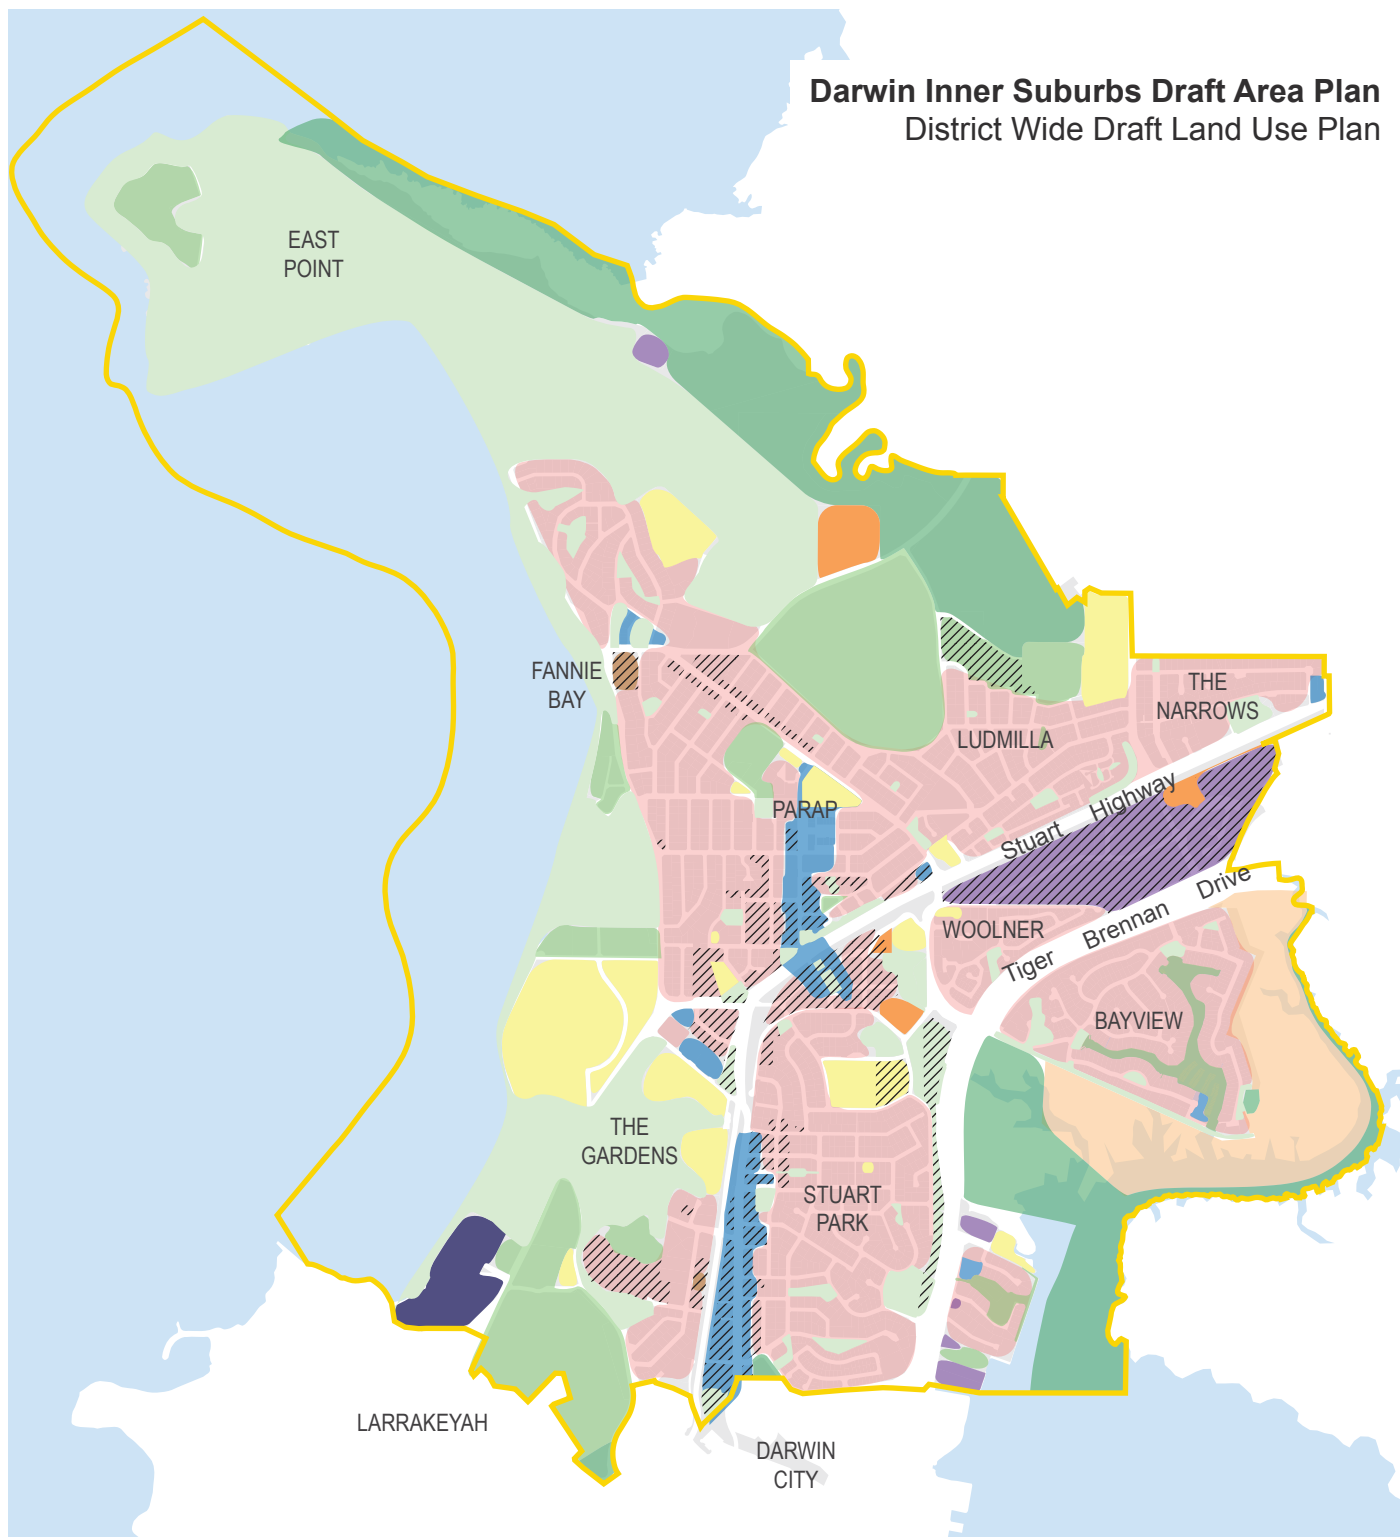 Darwin Inner Suburbs Draft Area Plan
District Wide Draft Land Use Plan
EAST
POINT
FANNIE
BAY
THE
NARROWS
LUDMILLA
PARAP
Stuart Highway
Tiger Brennan Drive
WOOLNER
BAYVIEW
THE
GARDENS
STUART
PARK
LARRAKEYAH
DARWIN
CITY